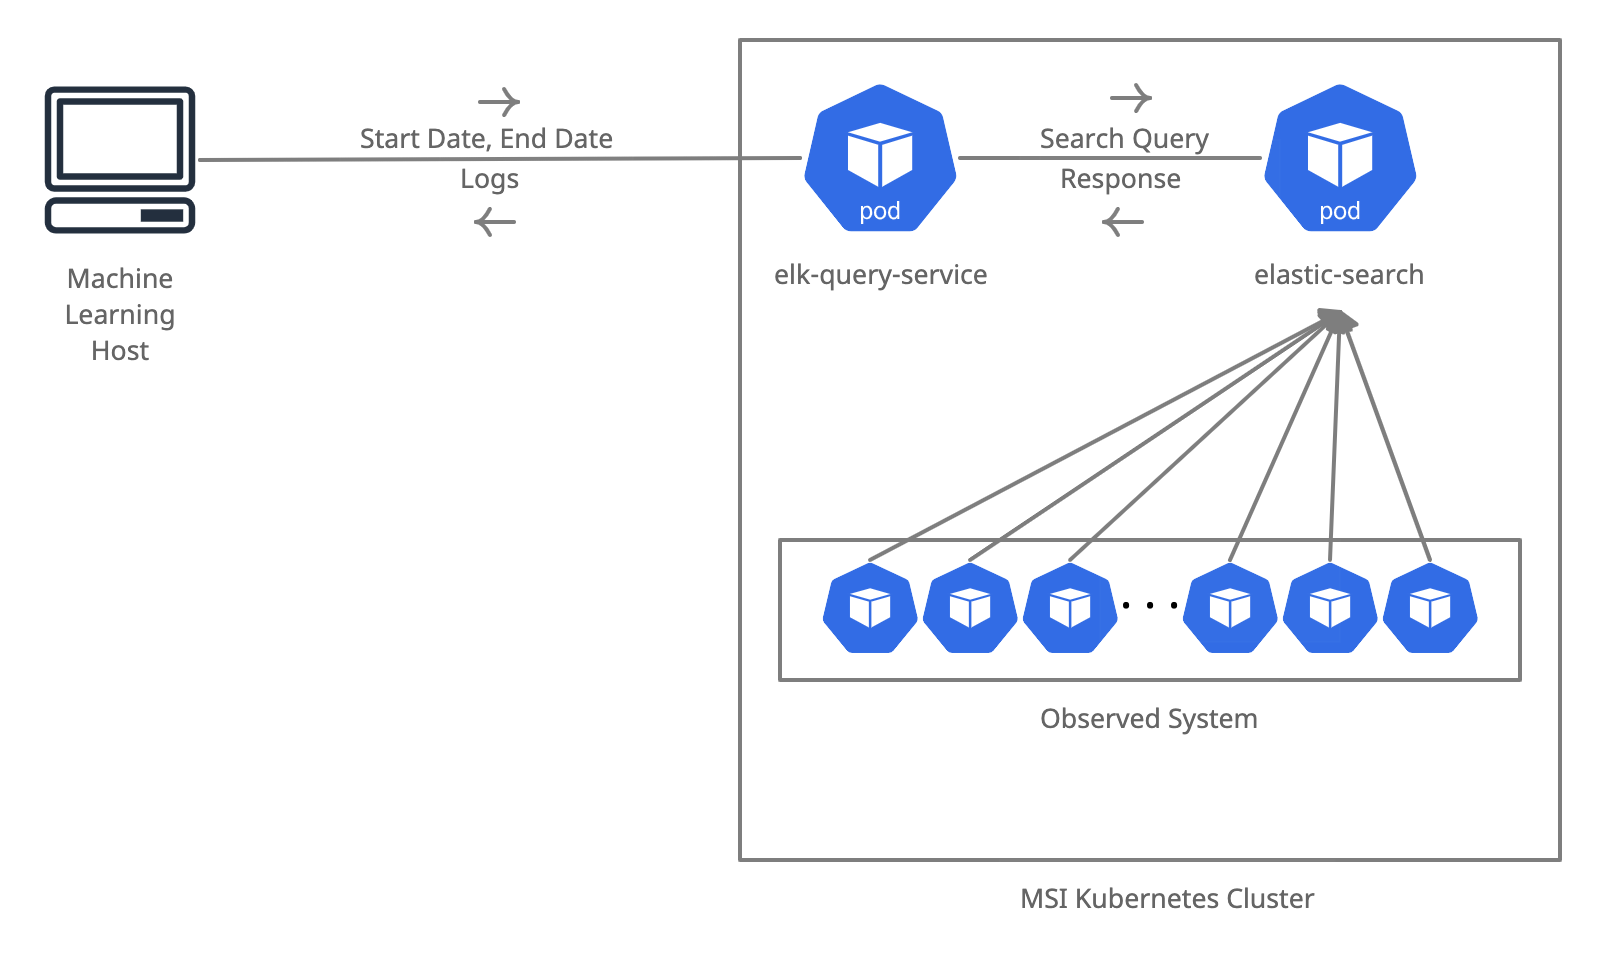 Start Date, End Date
Logs
Search Query
Response
pod
pod
Machine
Learning
Host
elk-query-service
elastic-search
Observed System
MSI Kubernetes Cluster